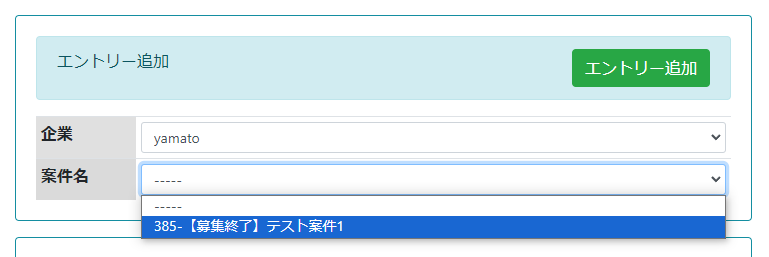 エントリー追加
エントリー追加
企業
yamato
案件名
-----
-----
385-【募集終了】テスト案件1